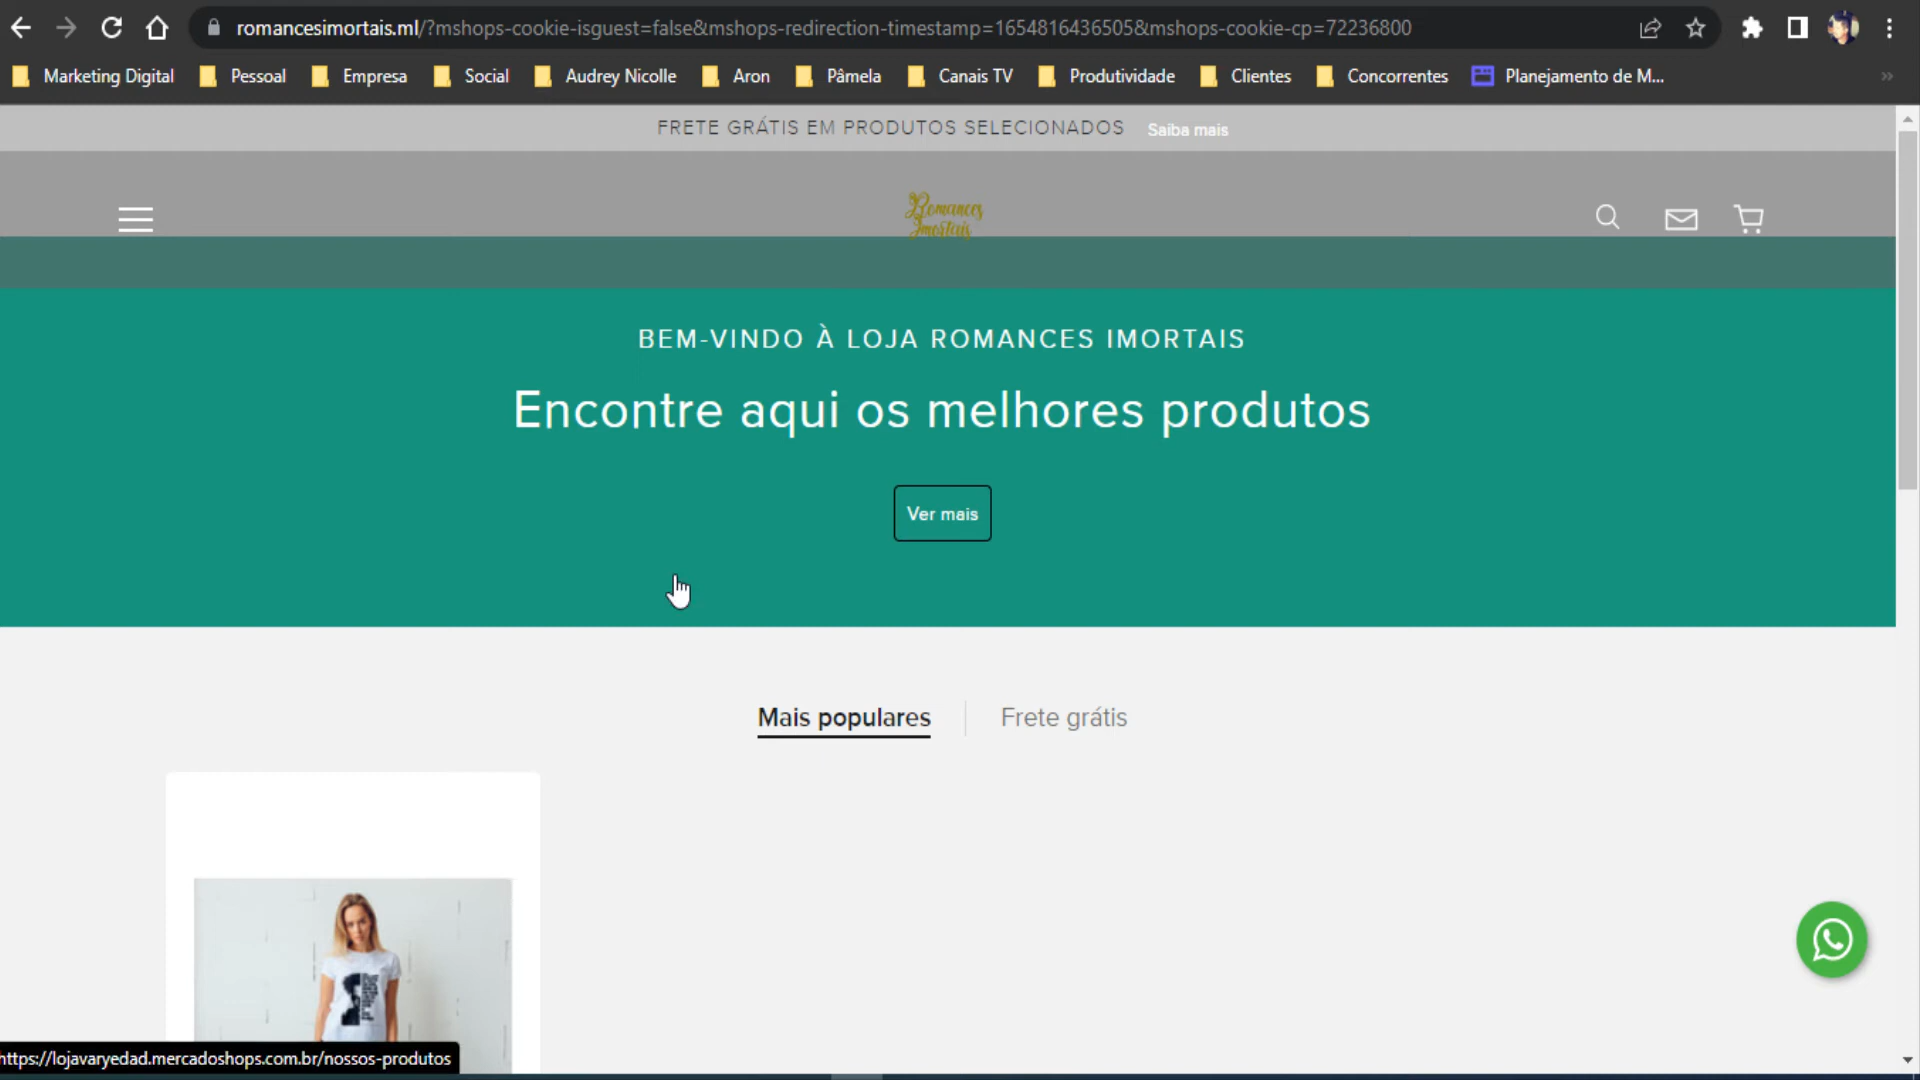 romancesimortais.ml/?mshops-cookie-isguest=false&mshops-redirection-timestamp=1654816436505&mshops-cookie-cp=72236800
Marketing Digital Pessoal Empresa Social Audrey Nicolle Aron Pâmela Canais TV Produtividade Clientes Concorrentes Planejamento de M...
FRETE GRÁTIS EM PRODUTOS SELECIONADOS Saiba mais
Romances
Imortais
BEM-VINDO À LOJA ROMANCES IMORTAIS
Encontre aqui os melhores produtos
Ver mais
Mais populares Frete grátis
https://lojavaryedad.mercadoshops.com.br/nossos-produtos